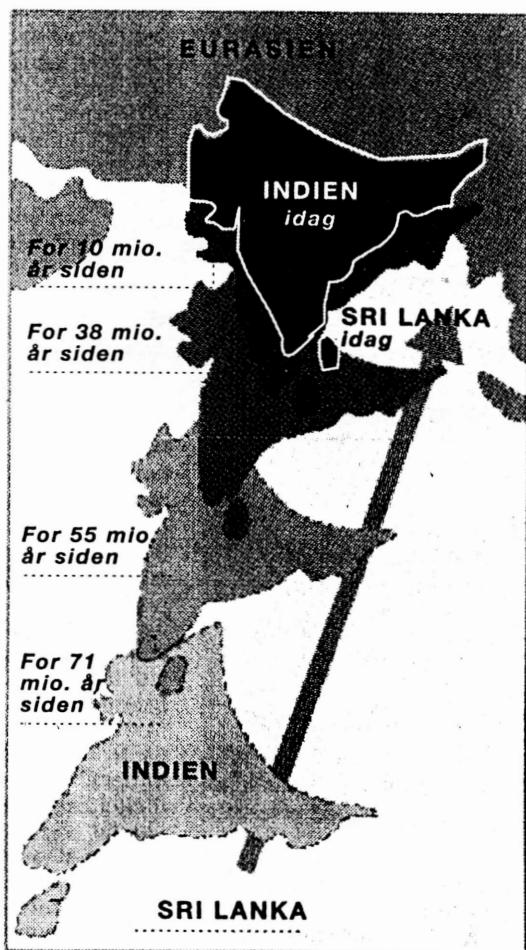 EURASIEN
INDIEN
idag
For 10 mio.
år siden
SRI LANKA
idag
For 38 mio.
år siden
For 55 mio.
år siden
For 71
mio. år
siden
INDIEN
SRI LANKA